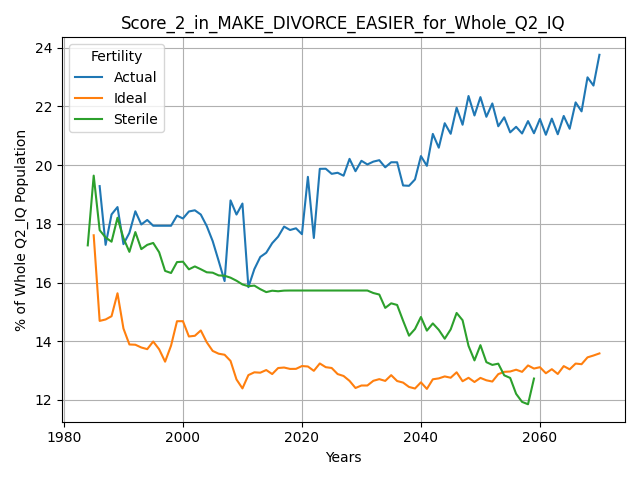 Score_2_in_MAKE_DIVORCE_EASIER_for_Whole_Q2_IQ
Fertility
Actual
Ideal
Sterile
% of Whole Q2_IQ Population
24
22
20
18
16
14
12
1980
2000
2020
2040
2060
Years